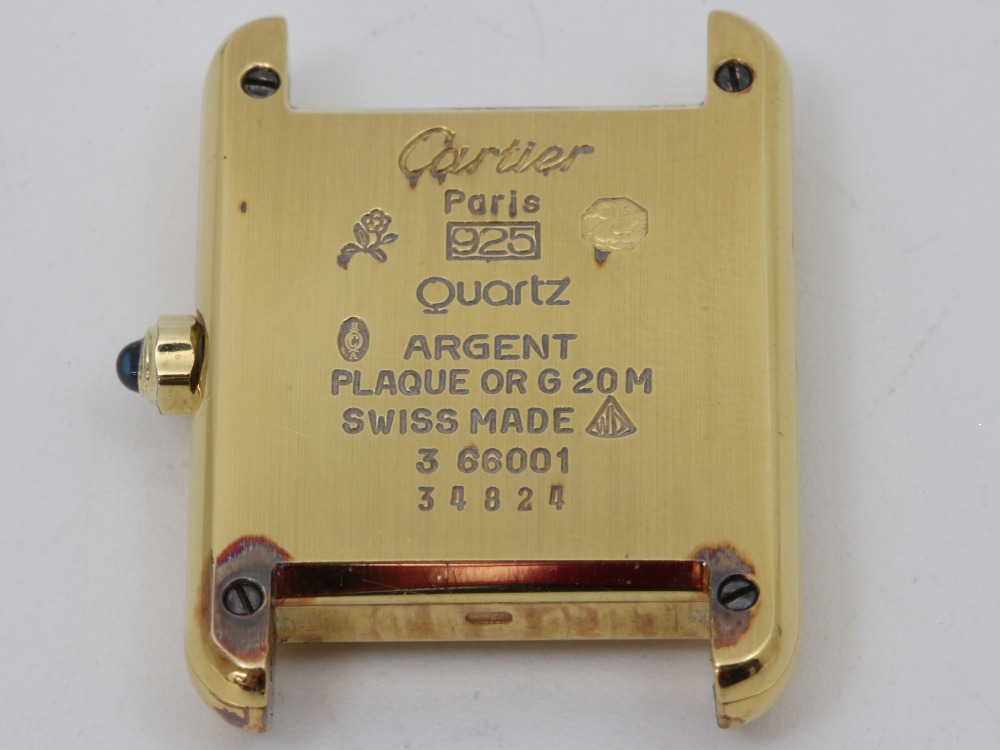 Cartier
Paris
925
Quartz
ARGENT
PLAQUE OR G 20 M
SWISS MADE
3 66001
34824